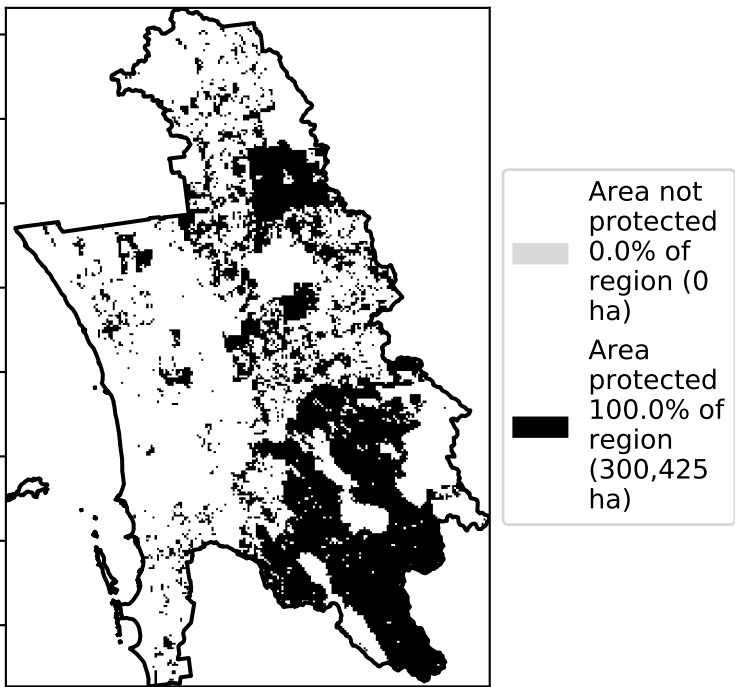 Area not
protected
0.0% of
region (0
ha)
Area
protected
100.0% of
region
(300,425
ha)